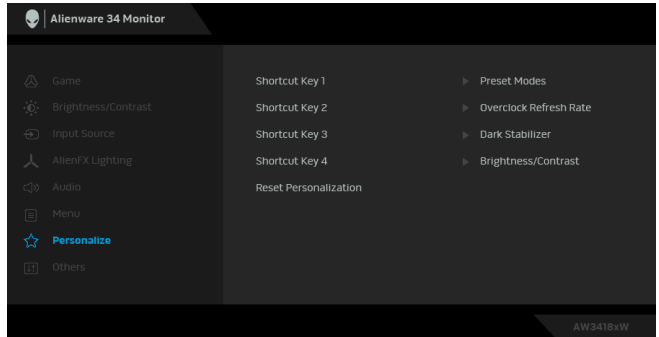 Alienware 34 Monitor
Game
Brightness/Contrast
Input Source
AlienFX Lighting
Audio
Menu
Personalize
Others
Shortcut Key 1 Preset Modes
Shortcut Key 2 Overclock Refresh Rate
Shortcut Key 3 Dark Stabilizer
Shortcut Key 4 Brightness/Contrast
Reset Personalization
AW3418xW